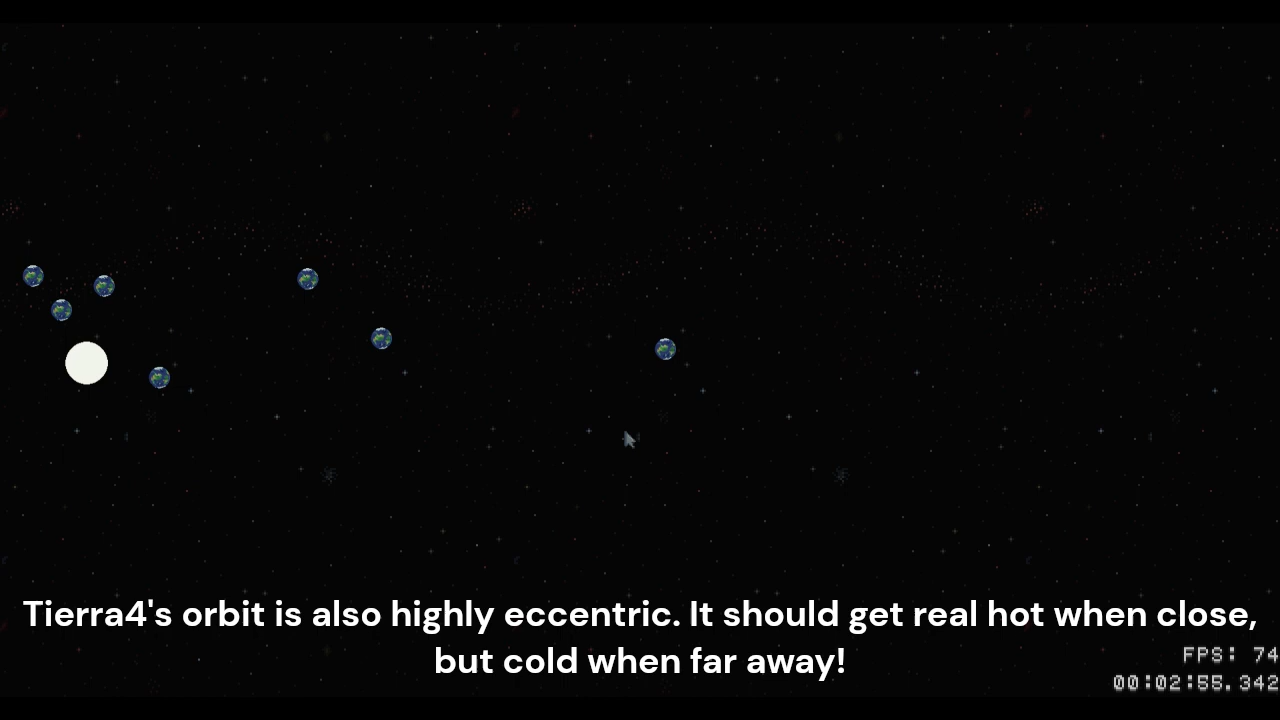 Tierra4's orbit is also highly eccentric. It should get real hot when close,
but cold when far away!
FPS: 74
00:02:55.342